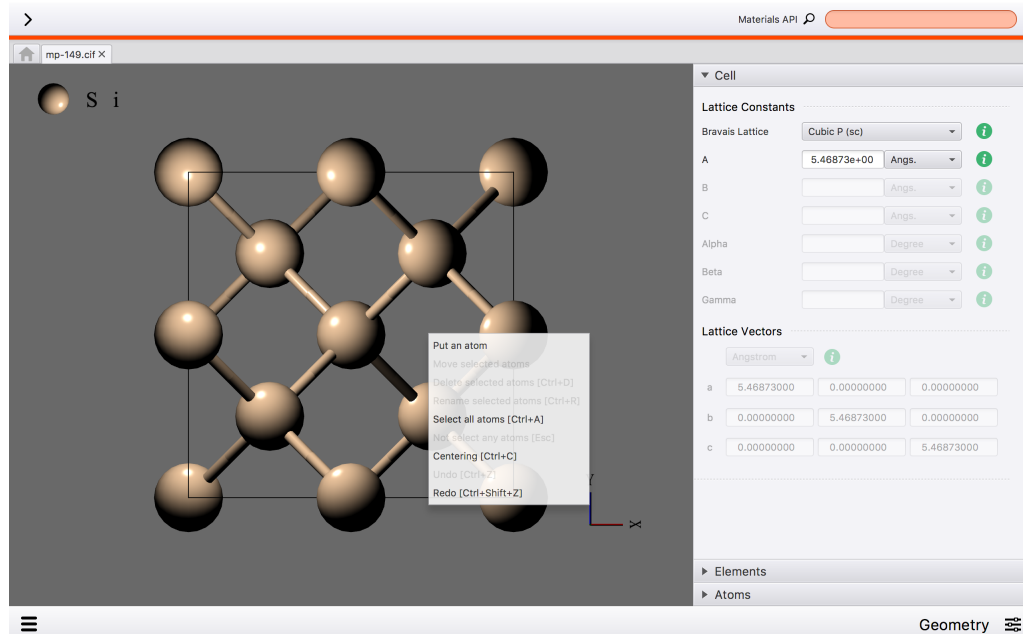 Materials API
mp-149.cif
S i
Put an atom
Move selected atoms
Delete selected atoms [Ctrl+D]
Rename selected atoms [Ctrl+R]
Select all atoms [Ctrl+A]
Not select any atoms [Esc]
Centering [Ctrl+C]
Undo [Ctrl+Z]
Redo [Ctrl+Shift+Z]
Y
X
Cell
Lattice Constants
Bravais Lattice Cubic P (sc)
A 5.46873e+00 Angs.
B Angs.
C Angs.
Alpha Degree
Beta Degree
Gamma Degree
Lattice Vectors
Angstrom
a 5.46873000 0.00000000 0.00000000
b 0.00000000 5.46873000 0.00000000
c 0.00000000 0.00000000 5.46873000
Elements
Atoms
Geometry